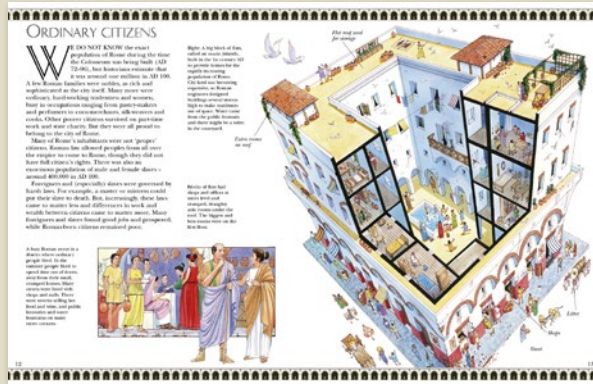 ORDINARY CITIZENS
WE DO NOT KNOW the exact
population of Rome during the time
the Colosseum was being built (AD
72–80), but historians estimate that
it was around one million in AD 100.
A few Roman families were nobles, as rich and
sophisticated as the city itself. Many more were
ordinary, hard-working tradesmen and women,
busy in occupations ranging from
and perfumers to silk-weavers and
cooks. Other poorer citizens survived on part-time
work and state charity. But they were all proud to
belong to the city of Rome.
Many of Rome's inhabitants were not 'proper'
citizens. Roman law allowed peoples from all over
the empire to come to Rome, though they did not
have full citizen's rights. There was also an
enormous population of male and female slaves –
around 400,000 in AD 100.
Foreigners and (especially) slaves were governed by
harsh laws. For example, a master or mistress could
put their slave to death. But, increasingly, these laws
came to matter less and differences in work and
wealth between citizens came to matter more. Many
foreigners and slaves found good jobs and prospered,
while Roman-born citizens remained poor.
Right: A big block of flats,
called an insula,
built in the 1st century AD
to provide homes for the
rapidly increasing
population of Rome.
City land was becoming
expensive, so Roman
engineers designed
buildings several storeys
high to make maximum
use of space. Water came
from the public fountain
and there might be a
the courtyard.
Flat roof used
for storage
Extra rooms
on roof
Blocks of flats had
shops and offices at
street level and
cramped,
attic rooms under the
roof. The biggest and
best rooms were on the
first floor.
A busy Roman street in a
district where ordinary
people lived. In the
summer people liked to
spend time out of doors,
away from their small,
cramped homes. Many
streets were lined with
shops and stalls. There
were taverns selling hot
food and wine, and public
lavatories and water
fountains on many
street corners.
Litter
Shops
Street
12
13